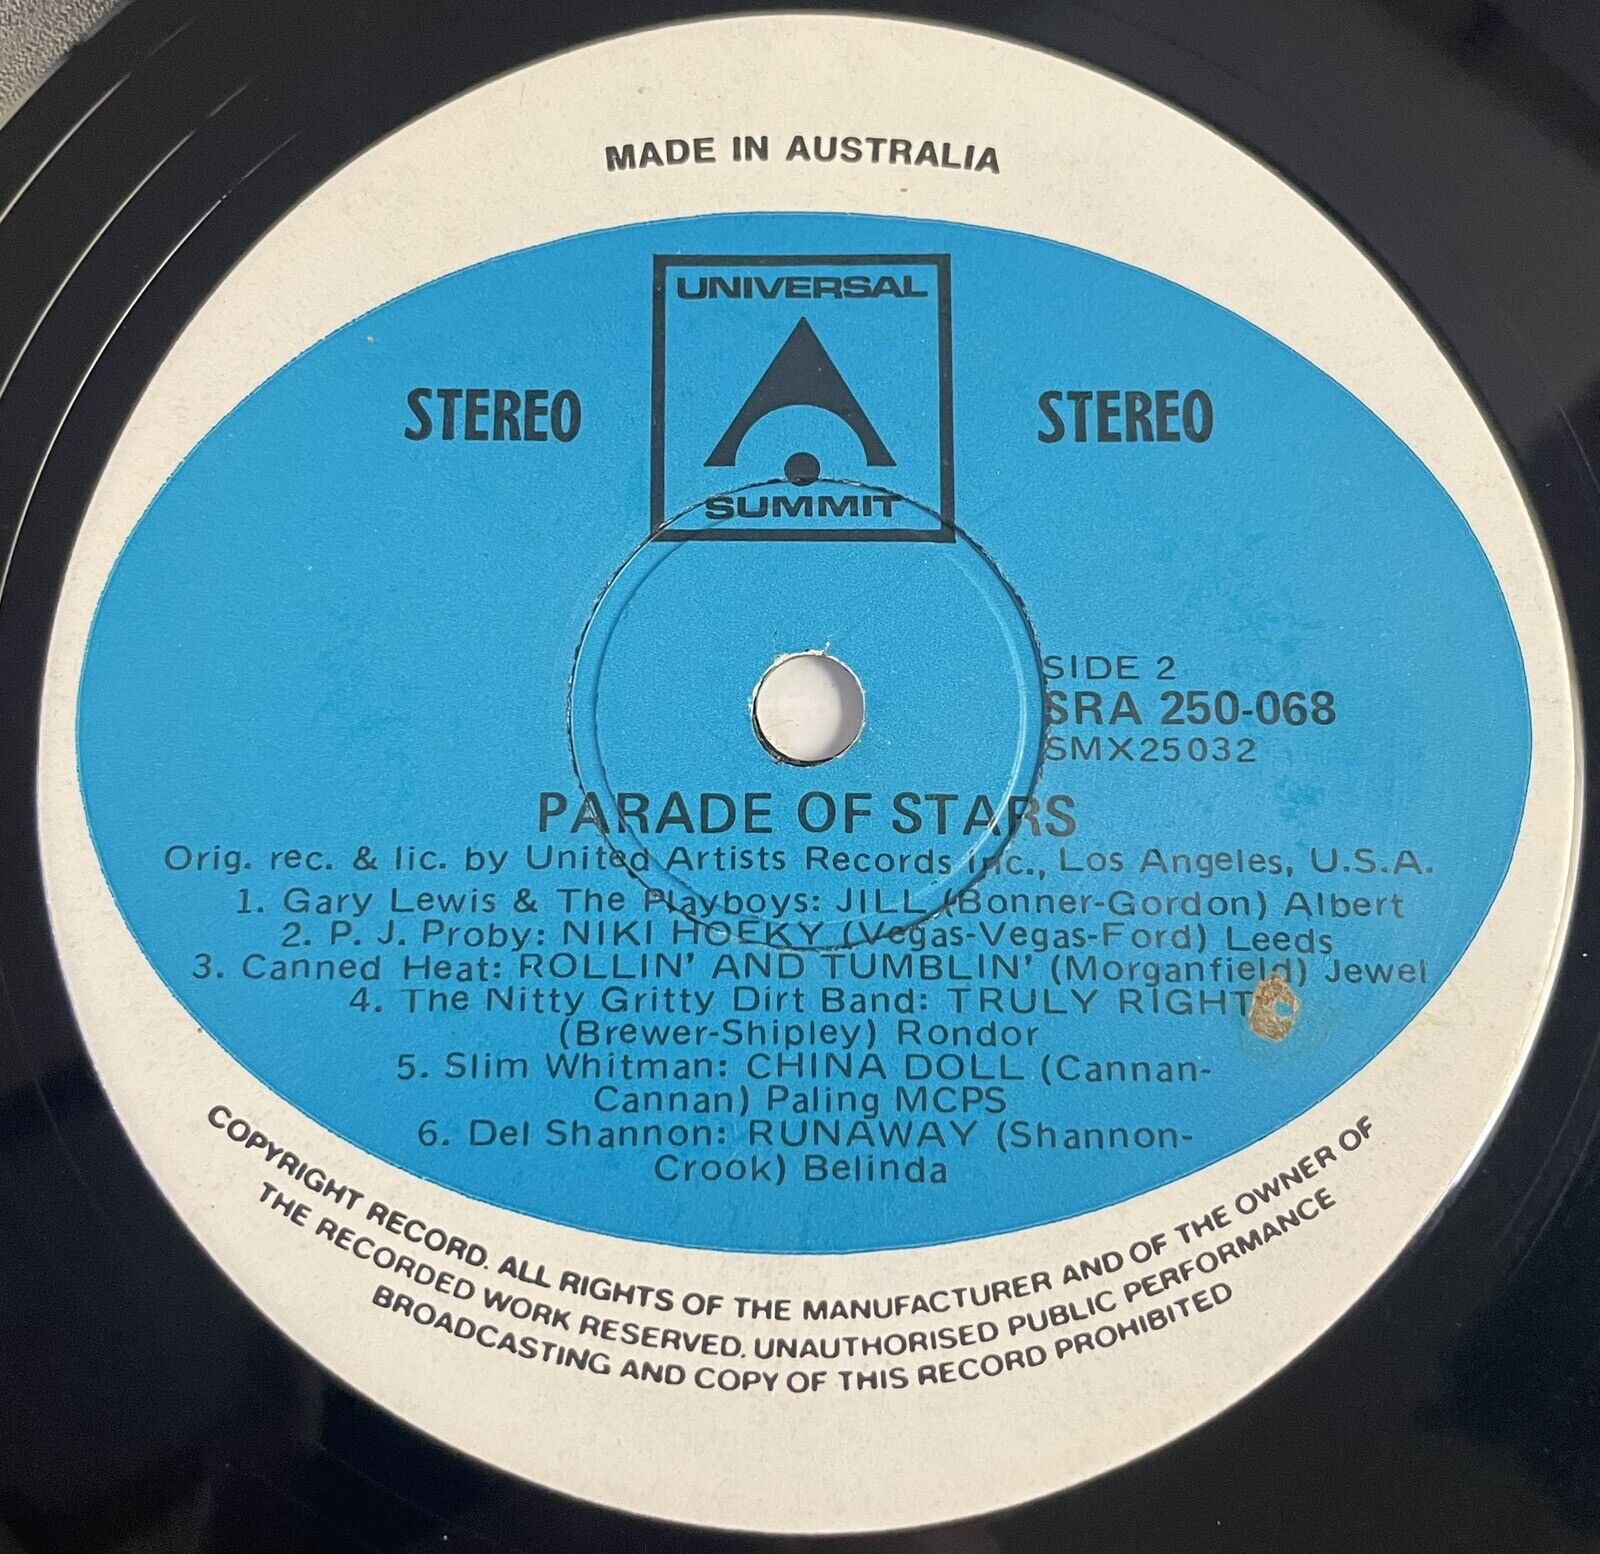 MADE IN AUSTRALIA
UNIVERSAL
STEREO
STEREO
SUMMIT
SIDE 2
SRA 250-068
SMX25032
PARADE OF STARS
Orig. rec. & lic. by United Artists Records Inc., Los Angeles, U.S.A.
1. Gary Lewis & The Playboys: JILL (Bonner-Gordon) Albert
2. P. J. Proby: NIKI HOEKY (Vegas-Vegas-Ford) Leeds
3. Canned Heat: ROLLIN' AND TUMBLIN' (Morganfield) Jewel
4. The Nitty Gritty Dirt Band: TRULY RIGHT
(Brewer-Shipley) Rondor
5. Slim Whitman: CHINA DOLL (Cannan-
Cannan) Paling MCPS
6. Del Shannon: RUNAWAY (Shannon-
Crook) Belinda
COPYRIGHT RECORD. ALL RIGHTS OF THE MANUFACTURER AND OF THE OWNER OF
THE RECORDED WORK RESERVED. UNAUTHORISED PUBLIC PERFORMANCE
BROADCASTING AND COPY OF THIS RECORD PROHIBITED